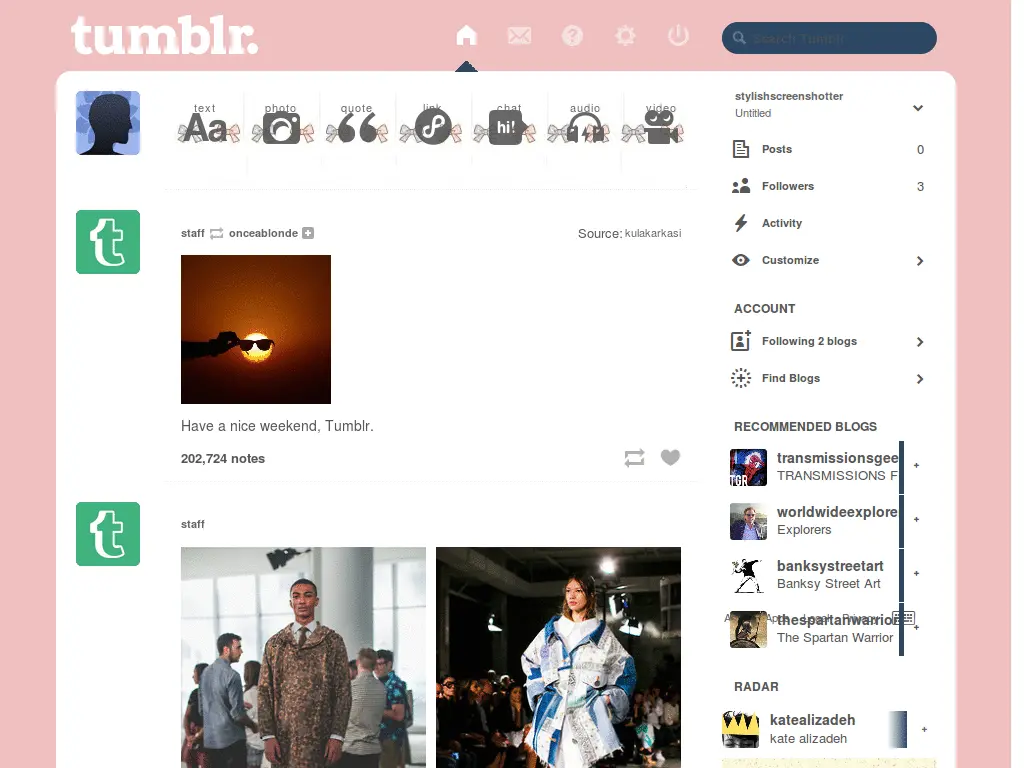 tumblr.
Search Tumblr
text photo quote link chat audio video
Aa hi!
stylishscreenshotter
Untitled
Posts 0
Followers 3
Activity
Customize
staff onceablonde Source: kulakarkasi
ACCOUNT
Following 2 blogs
Find Blogs
Have a nice weekend, Tumblr.
202,724 notes
RECOMMENDED BLOGS
TGR
transmissionsgee
TRANSMISSIONS F
worldwideexplore
Explorers
banksystreetart
Banksy Street Art
thespartanwarrior
The Spartan Warrior
staff
RADAR
katealizadeh
kate alizadeh